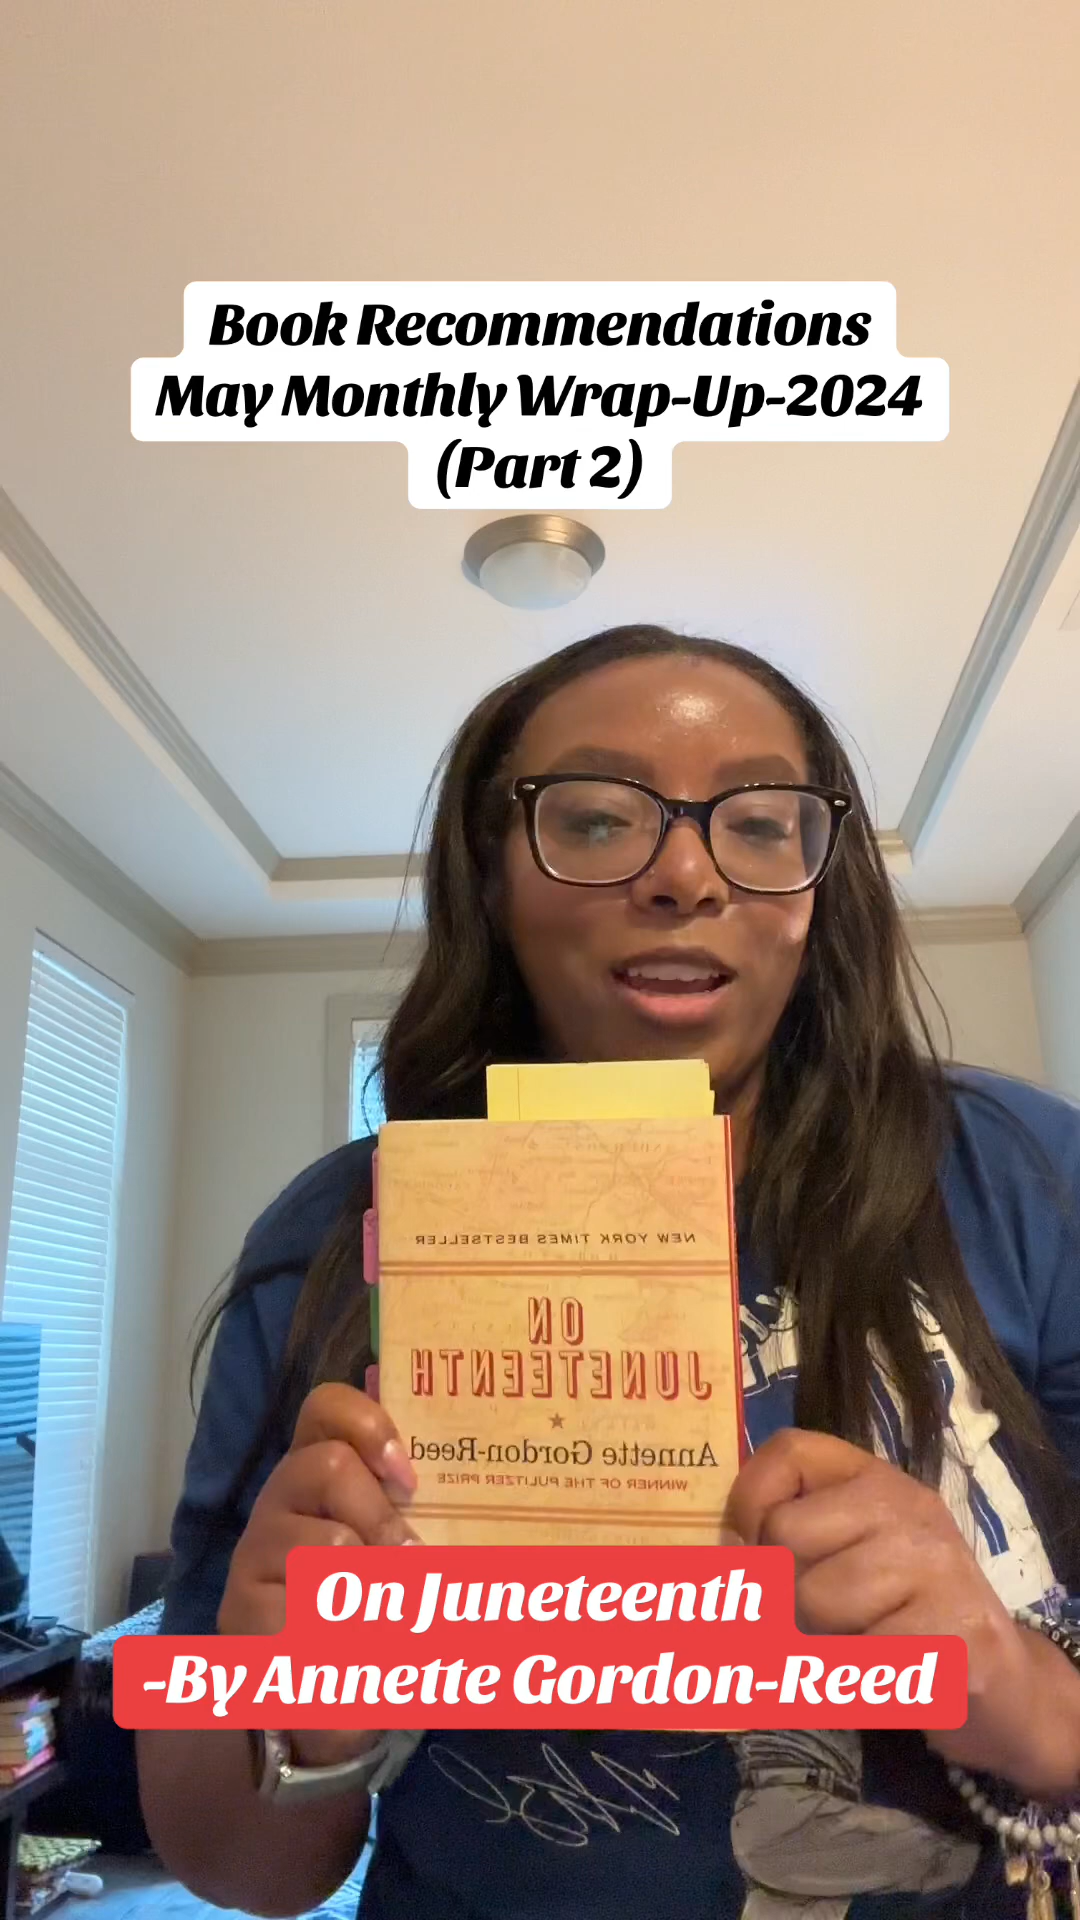 Book Recommendations
May Monthly Wrap-Up-2024
(Part 2)
NEW YORK TIMES BESTSELLER
ON
JUNETEENTH
Annette Gordon-Reed
WINNER OF THE PULITZER PRIZE
On Juneteenth
-By Annette Gordon-Reed